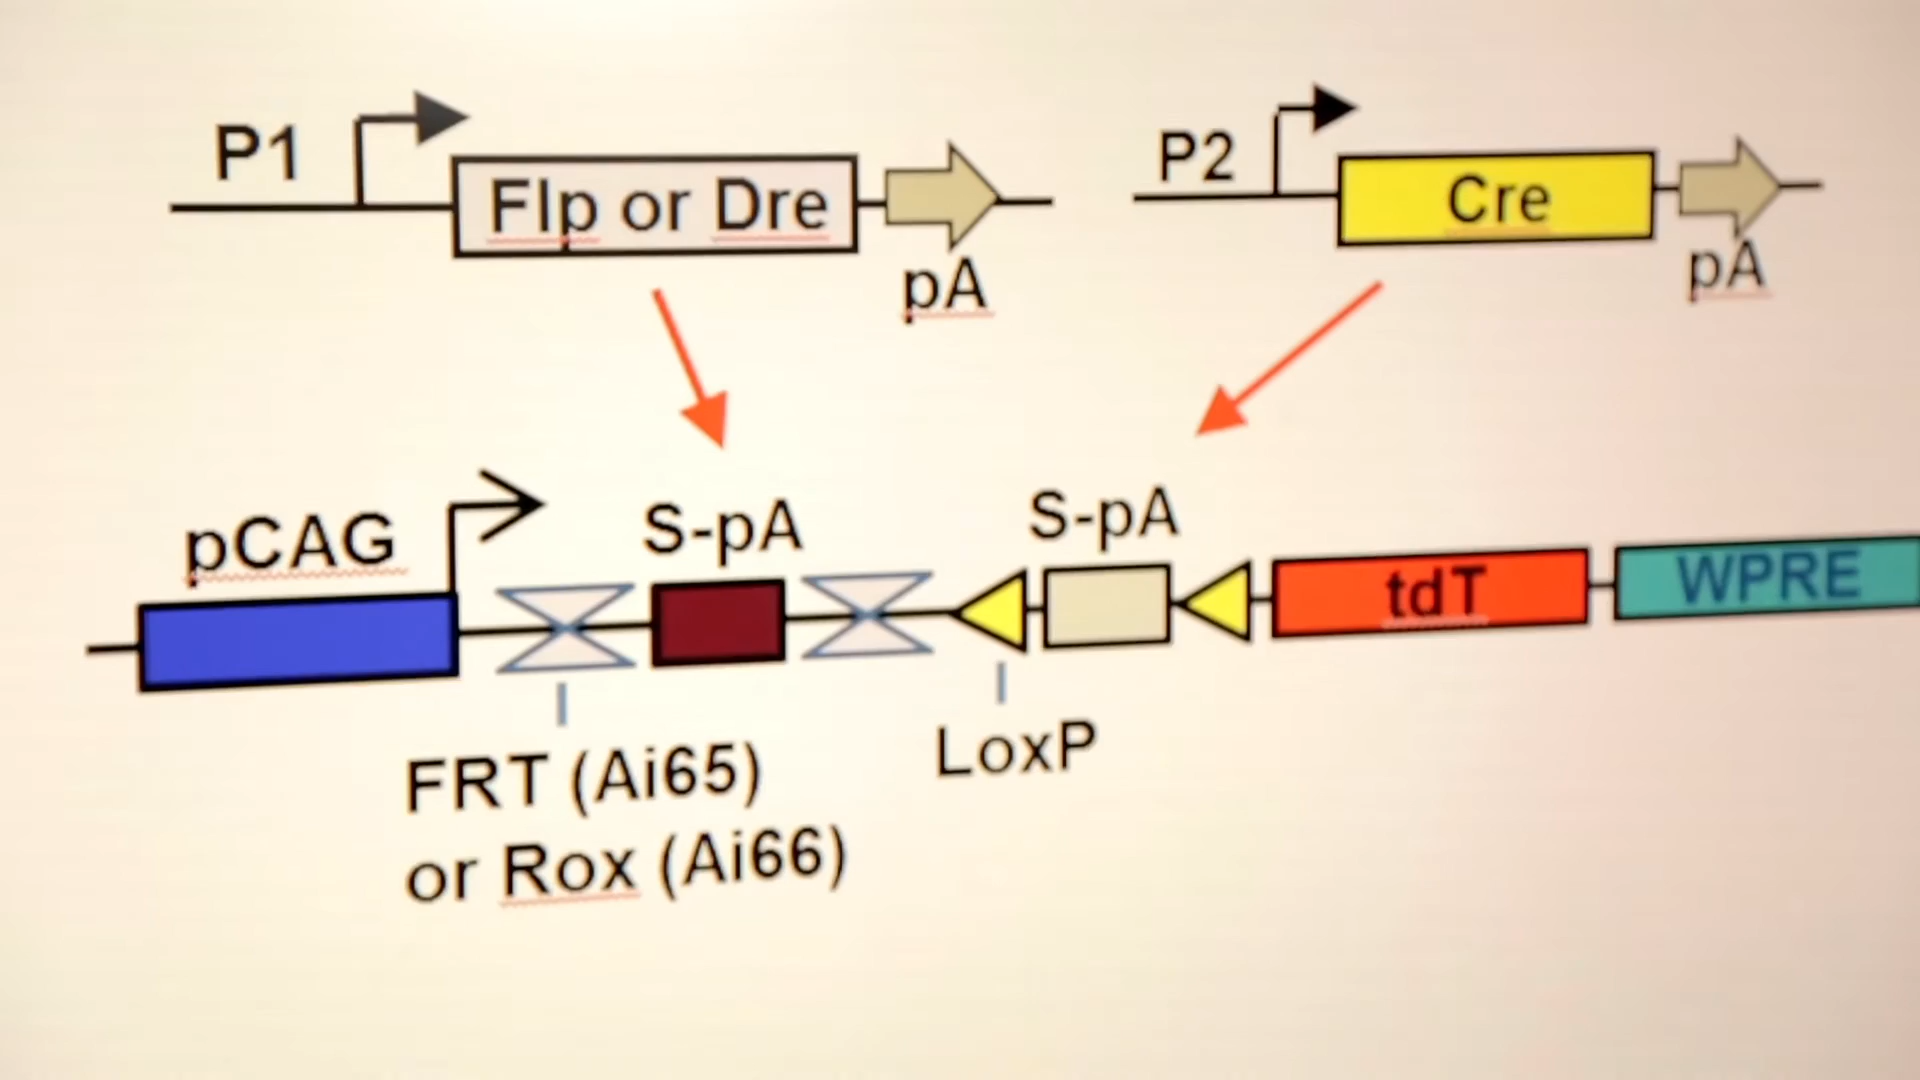 P1
Flp or Dre
pA
P2
Cre
pA
pCAG
S-pA
S-pA
tdT
WPRE
FRT (Ai65)
or Rox (Ai66)
LoxP